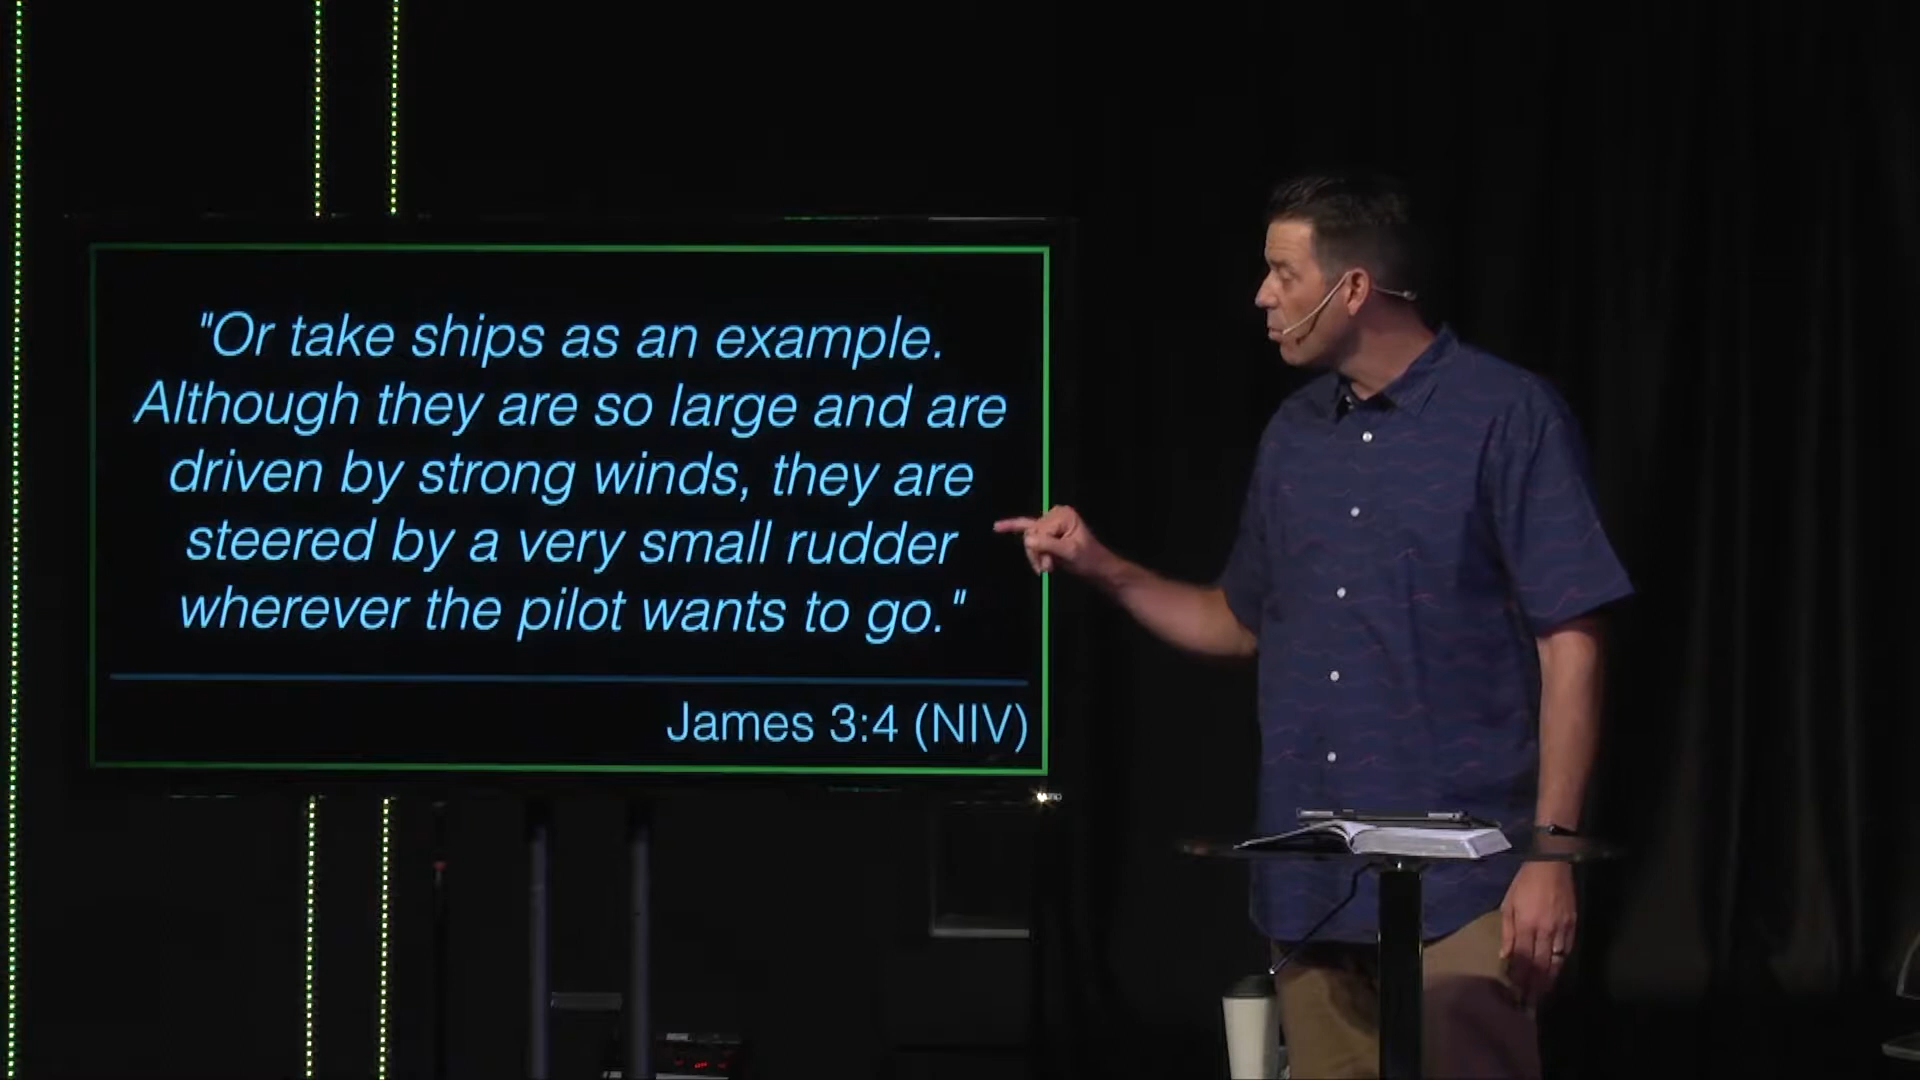 "Or take ships as an example.
Although they are so large and are
driven by strong winds, they are
steered by a very small rudder
wherever the pilot wants to go."
James 3:4 (NIV)